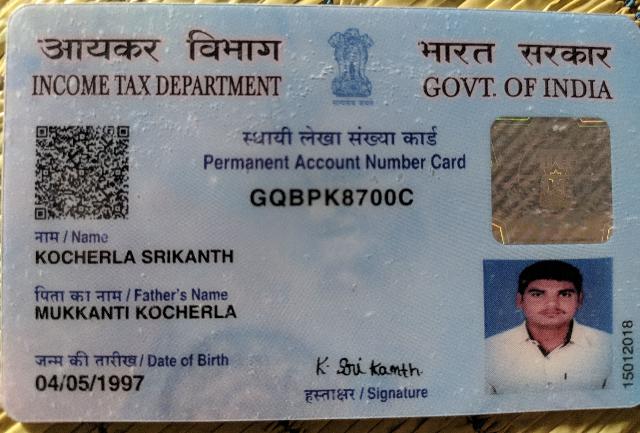 आयकर विभाग
INCOME TAX DEPARTMENT
भारत सरकार
GOVT. OF INDIA
सत्यमेव जयते
स्थायी लेखा संख्या कार्ड
Permanent Account Number Card
GQBPK8700C
नाम / Name
KOCHERLA SRIKANTH
पिता का नाम / Father's Name
MUKKANTI KOCHERLA
जन्म की तारीख / Date of Birth
04/05/1997
K. Srikanth
हस्ताक्षर / Signature
15012018